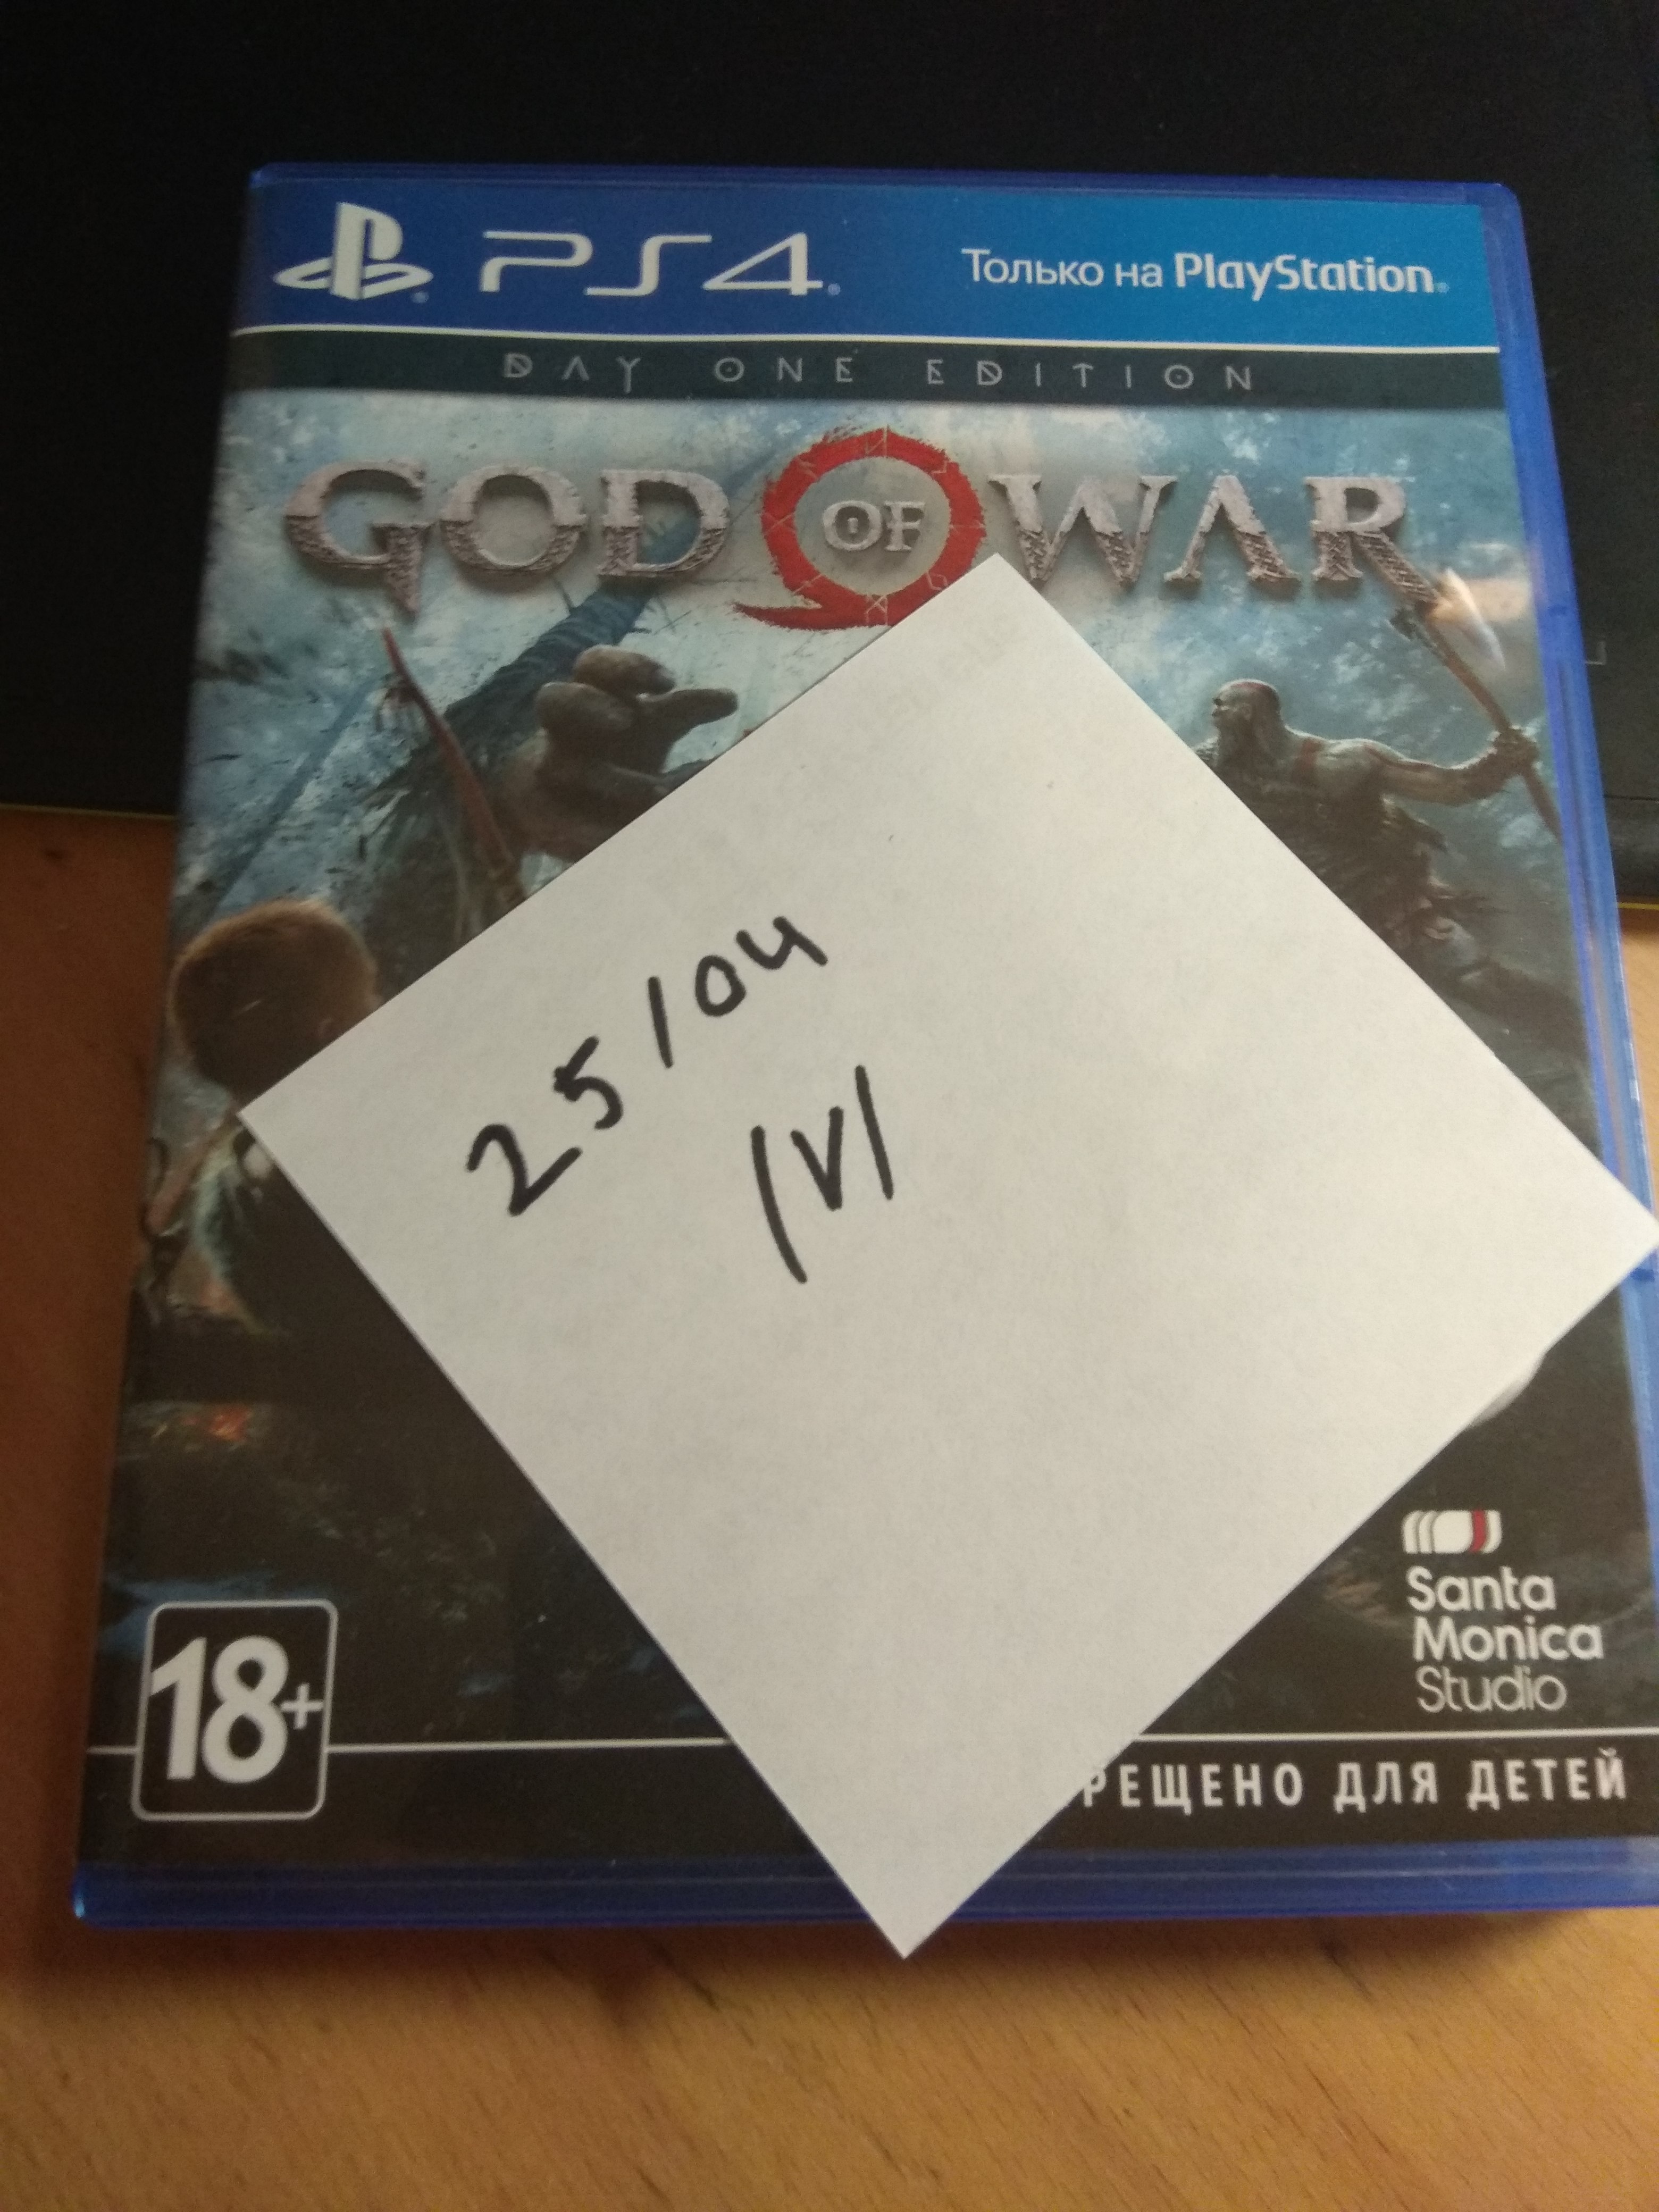 PS4
Только на PlayStation
DAY ONE EDITION
GOD OF WAR
25/04
/V/
18+
Santa
Monica
Studio
РЕЩЕНО ДЛЯ ДЕТЕЙ